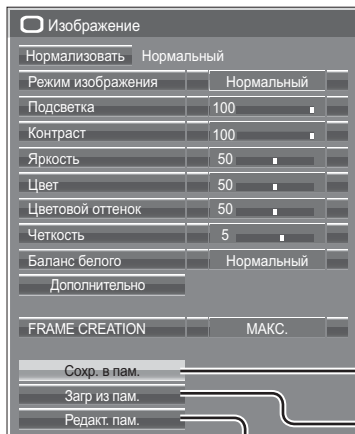 Изображение
Нормализовать Нормальный
Режим изображения Нормальный
Подсветка 100
Контраст 100
Яркость 50
Цвет 50
Цветовой оттенок 50
Четкость 5
Баланс белого Нормальный
Дополнительно
FRAME CREATION МАКС.
Сохр. в пам.
Загр из пам.
Редакт. пам.